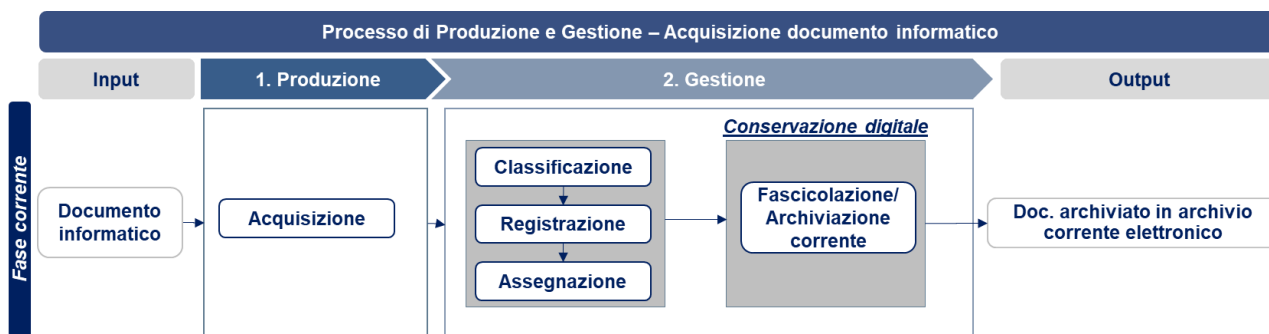 Processo di Produzione e Gestione – Acquisizione documento informatico
Input
1. Produzione
2. Gestione
Output
Fase corrente
Documento
informatico
Acquisizione
Classificazione
Registrazione
Assegnazione
Conservazione digitale
Fascicolazione/
Archiviazione
corrente
Doc. archiviato in archivio
corrente elettronico